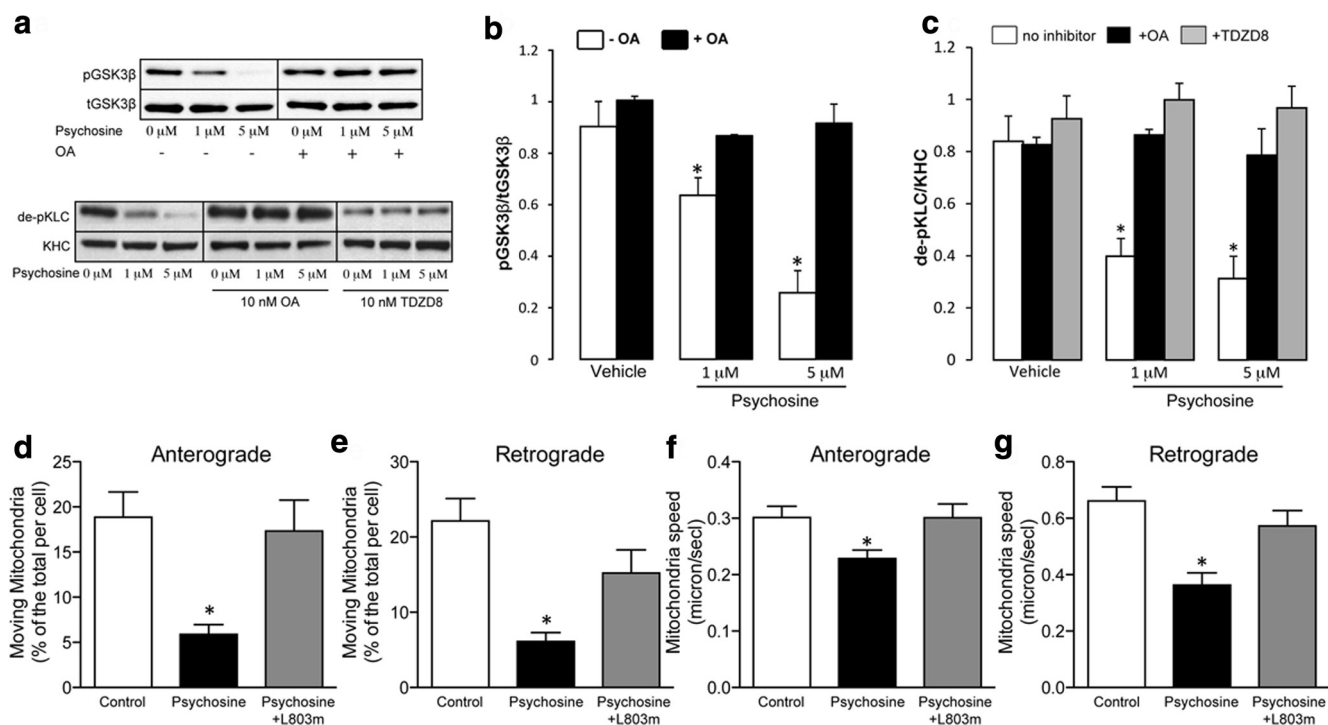 a
pGSK3β
tGSK3β
Psychosine 0 μM 1 μM 5 μM 0 μM 1 μM 5 μM
OA - - - + + +
de-pKLC
KHC
Psychosine 0 μM 1 μM 5 μM 0 μM 1 μM 5 μM 0 μM 1 μM 5 μM
10 nM OA 10 nM TDZD8
b
- OA + OA
pGSK3β/tGSK3β
1.2
1
0.8
0.6
0.4
0.2
0
*
*
Vehicle 1 μM 5 μM
Psychosine
c
no inhibitor +OA +TDZD8
de-pKLC/KHC
1.2
1
0.8
0.6
0.4
0.2
0
*
*
Vehicle 1 μM 5 μM
Psychosine
d
Anterograde
Moving Mitochondria
(% of the total per cell)
25
20
15
10
5
0
*
Control Psychosine Psychosine
+L803m
e
Retrograde
Moving Mitochondria
(% of the total per cell)
30
20
10
0
*
Control Psychosine Psychosine
+L803m
f
Anterograde
Mitochondria speed
(micron/secl)
0.4
0.3
0.2
0.1
0.0
*
Control Psychosine Psychosine
+L803m
g
Retrograde
Mitochondria speed
(micron/secl)
0.8
0.6
0.4
0.2
0.0
*
Control Psychosine Psychosine
+L803m